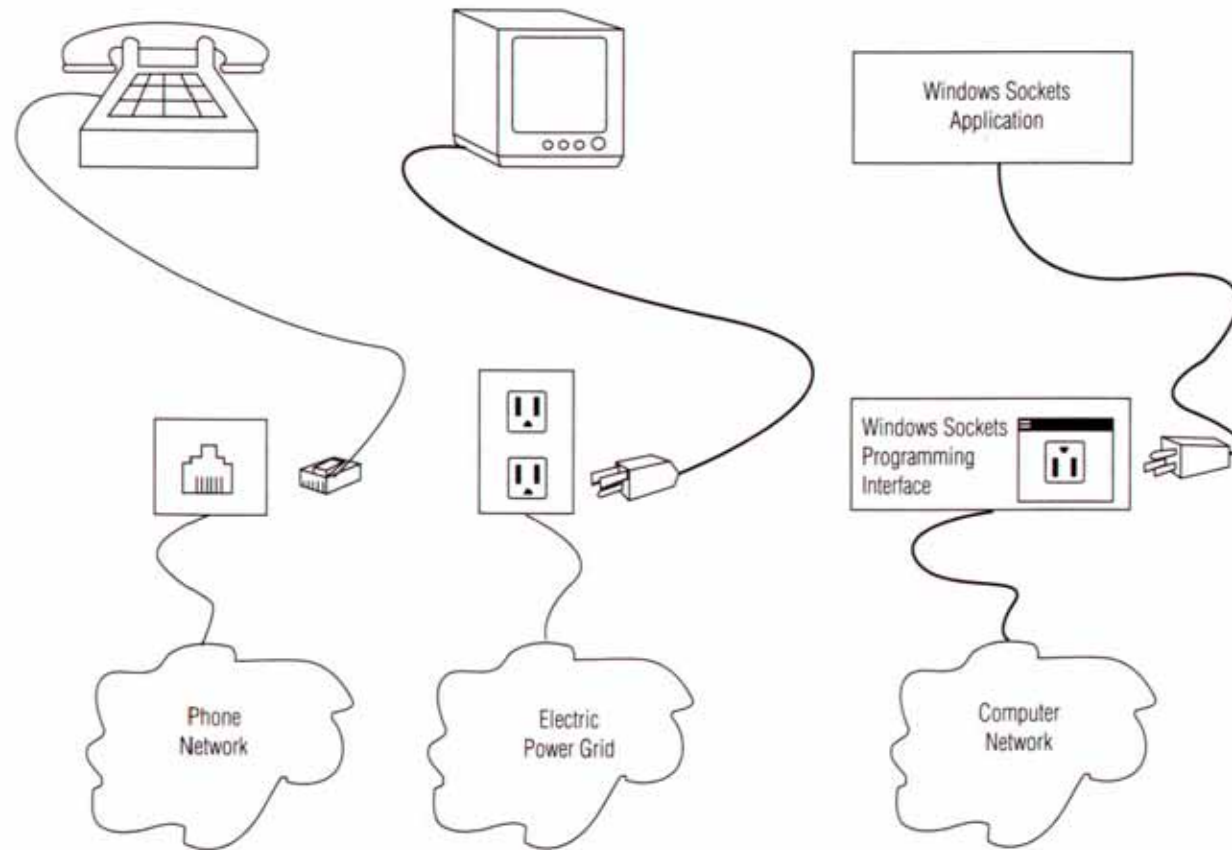 Windows Sockets
Application
Windows Sockets
Programming
Interface
Phone
Network
Electric
Power Grid
Computer
Network